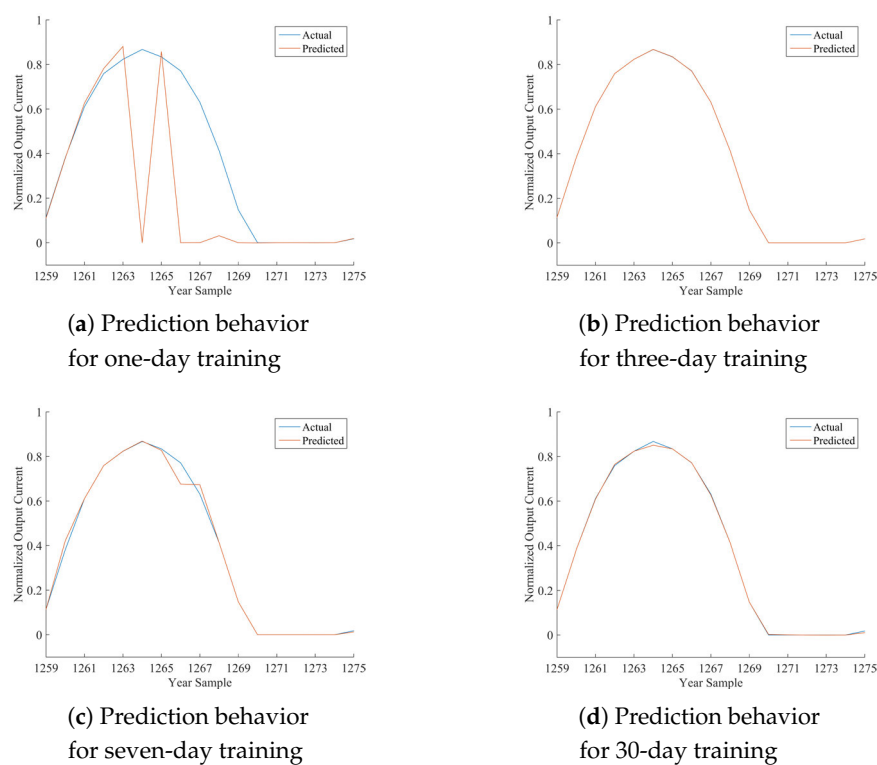 1
0.8
0.6
0.4
0.2
0
Normalized Output Current
Actual
Predicted
1259 1261 1263 1265 1267 1269 1271 1273 1275
Year Sample
(a) Prediction behavior
for one-day training
1
0.8
0.6
0.4
0.2
0
Normalized Output Current
Actual
Predicted
1259 1261 1263 1265 1267 1269 1271 1273 1275
Year Sample
(b) Prediction behavior
for three-day training
1
0.8
0.6
0.4
0.2
0
Normalized Output Current
Actual
Predicted
1259 1261 1263 1265 1267 1269 1271 1273 1275
Year Sample
(c) Prediction behavior
for seven-day training
1
0.8
0.6
0.4
0.2
0
Normalized Output Current
Actual
Predicted
1259 1261 1263 1265 1267 1269 1271 1273 1275
Year Sample
(d) Prediction behavior
for 30-day training